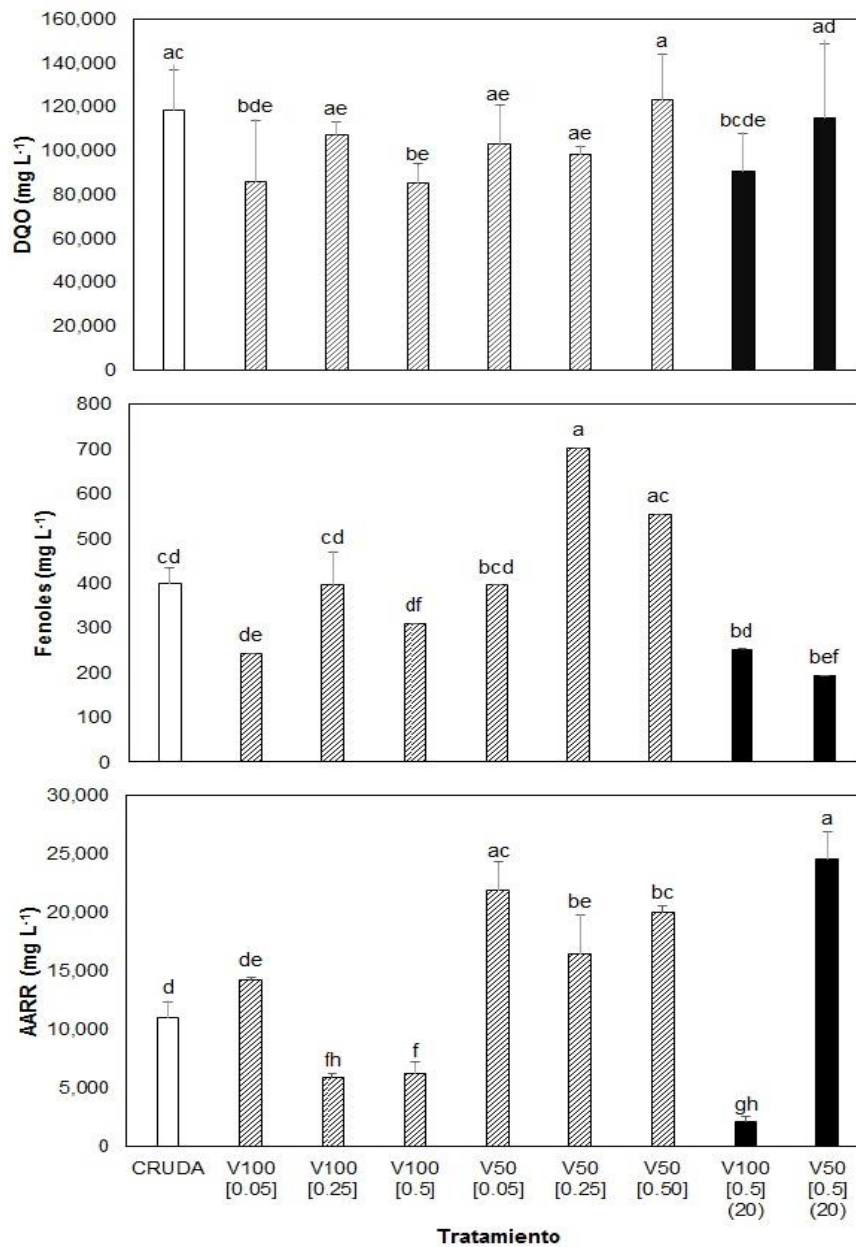 160,000
140,000
120,000
100,000
80,000
60,000
40,000
20,000
0
DQO (mg L-1)
ac
bde
ae
be
ae
ae
a
bcde
ad
800
700
600
500
400
300
200
100
0
Fenoles (mg L-1)
cd
de
cd
df
bcd
a
ac
bd
bef
30,000
25,000
20,000
15,000
10,000
5,000
0
AARR (mg L-1)
d
de
fh
f
ac
be
bc
gh
a
CRUDA V100 V100 V100 V50 V50 V50 V100 V50
[0.05] [0.25] [0.5] [0.05] [0.25] [0.50] [0.5] [0.5]
(20) (20)
Tratamiento